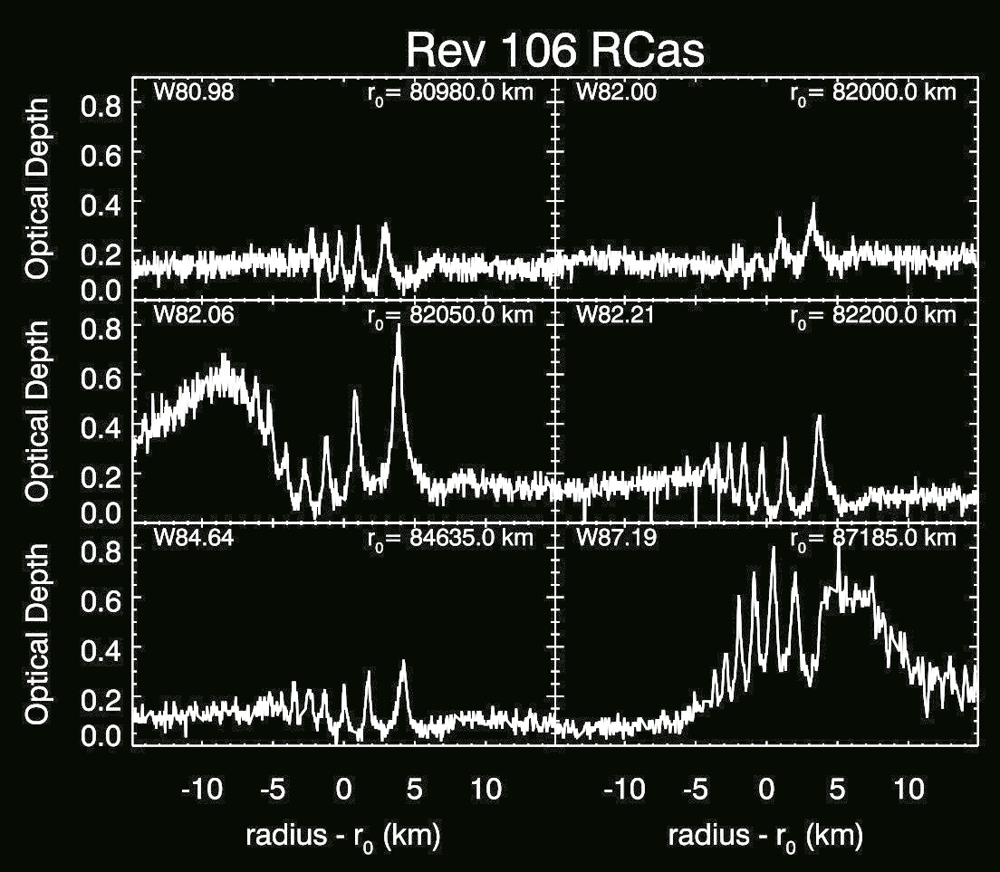 Rev 106 RCas
W80.98 r0= 80980.0 km W82.00 r0= 82000.0 km
Optical Depth
0.8
0.6
0.4
0.2
0.0
W82.06 r0= 82050.0 km W82.21 r0= 82200.0 km
Optical Depth
0.8
0.6
0.4
0.2
0.0
W84.64 r0= 84635.0 km W87.19 r0= 87185.0 km
Optical Depth
0.8
0.6
0.4
0.2
0.0
-10 -5 0 5 10 -10 -5 0 5 10
radius - r0 (km) radius - r0 (km)